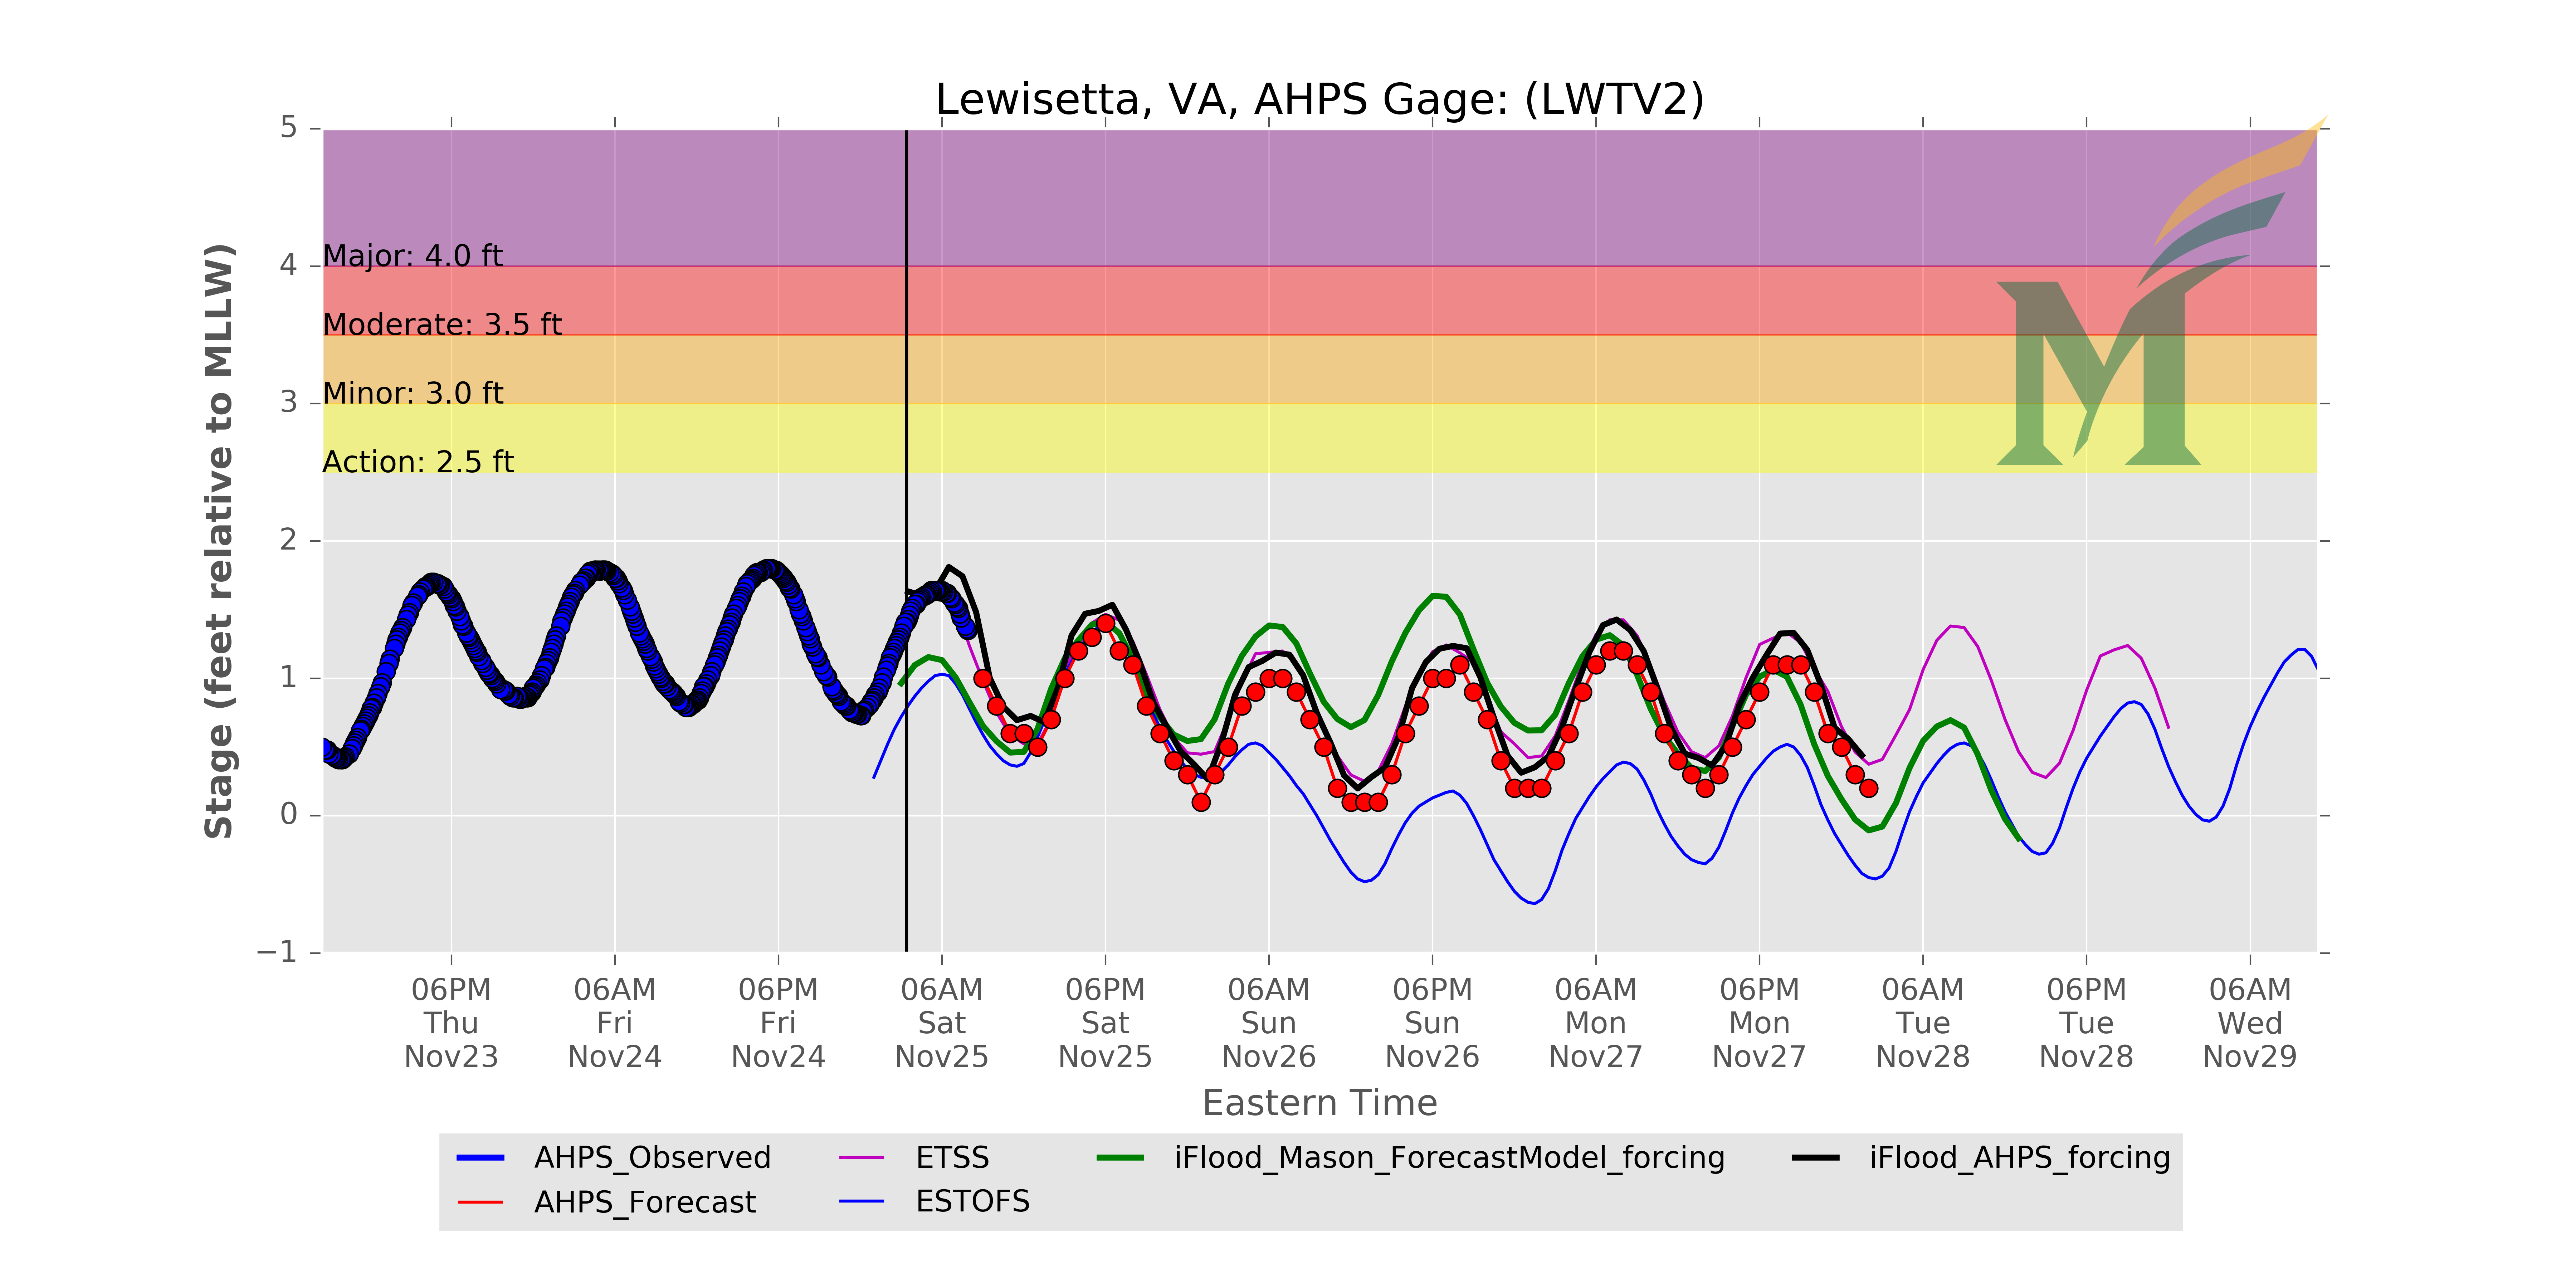 Lewisetta, VA, AHPS Gage: (LWTV2)
Stage (feet relative to MLLW)
5
4
3
2
1
0
−1
Major: 4.0 ft
Moderate: 3.5 ft
Minor: 3.0 ft
Action: 2.5 ft
M
06PM 06AM 06PM 06AM 06PM 06AM 06PM 06AM 06PM 06AM 06PM 06AM
Thu Fri Fri Sat Sat Sun Sun Mon Mon Tue Tue Wed
Nov23 Nov24 Nov24 Nov25 Nov25 Nov26 Nov26 Nov27 Nov27 Nov28 Nov28 Nov29
Eastern Time
AHPS_Observed ETSS iFlood_Mason_ForecastModel_forcing iFlood_AHPS_forcing
AHPS_Forecast ESTOFS